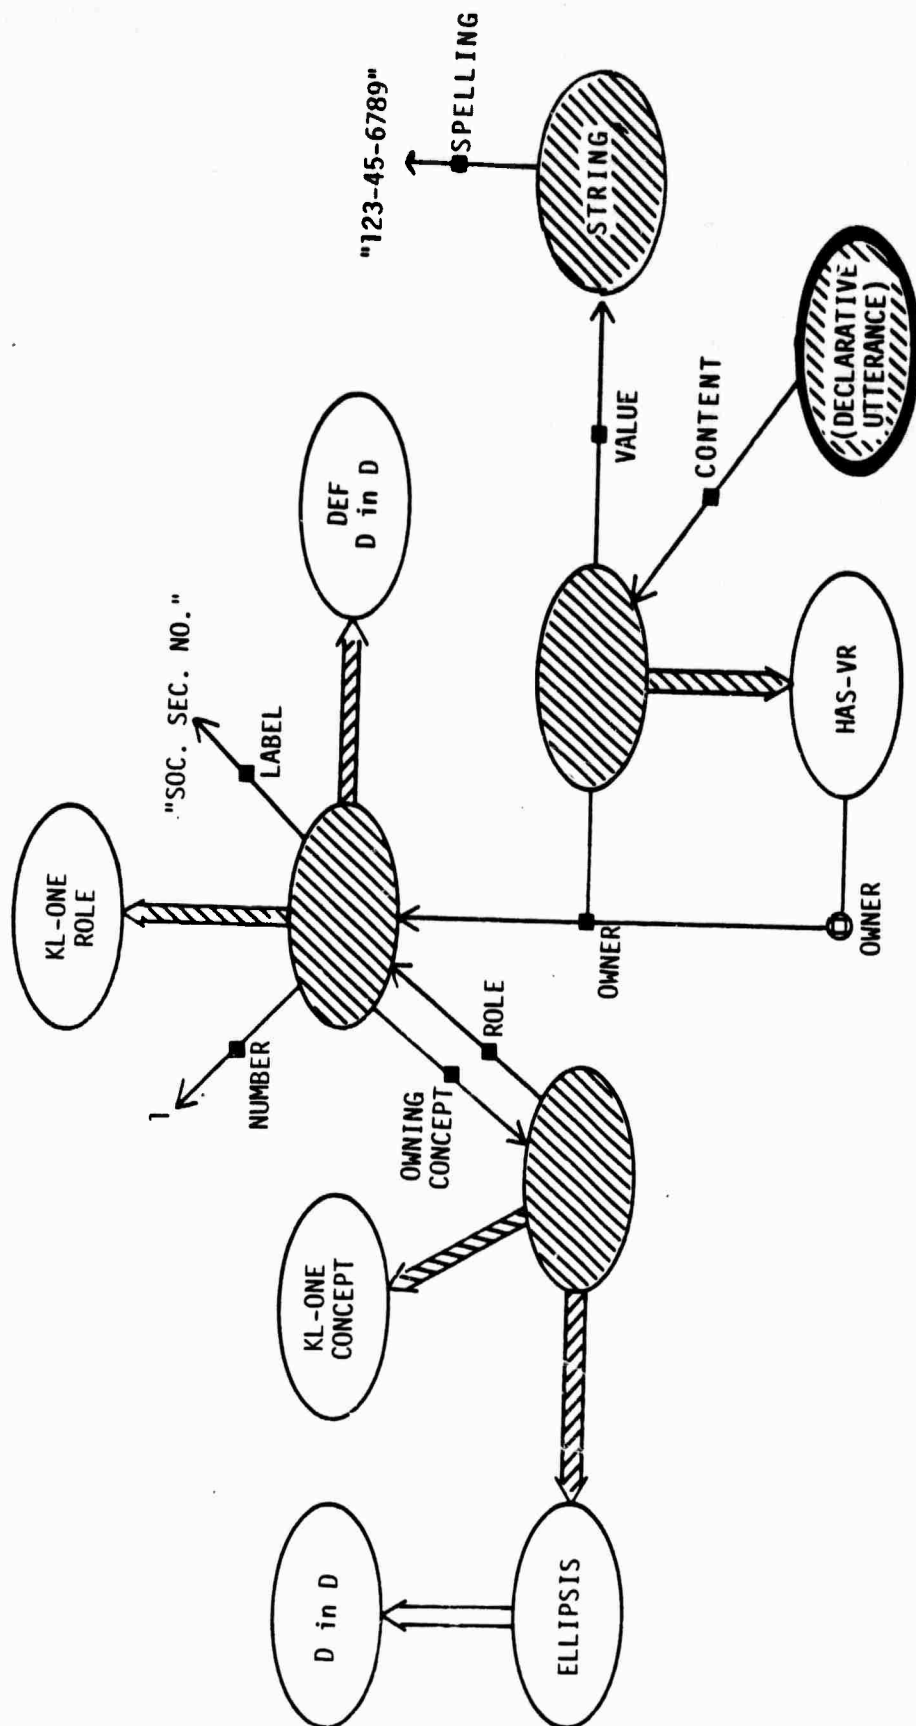 D in D
ELLIPSIS
KL-ONE
CONCEPT
1
NUMBER
OWNING
CONCEPT
ROLE
KL-ONE
ROLE
"SOC. SEC. NO."
LABEL
DEF
D in D
OWNER
OWNER
HAS-VR
VALUE
CONTENT
"123-45-6789"
SPELLING
STRING
(DECLARATIVE
UTTERANCE)